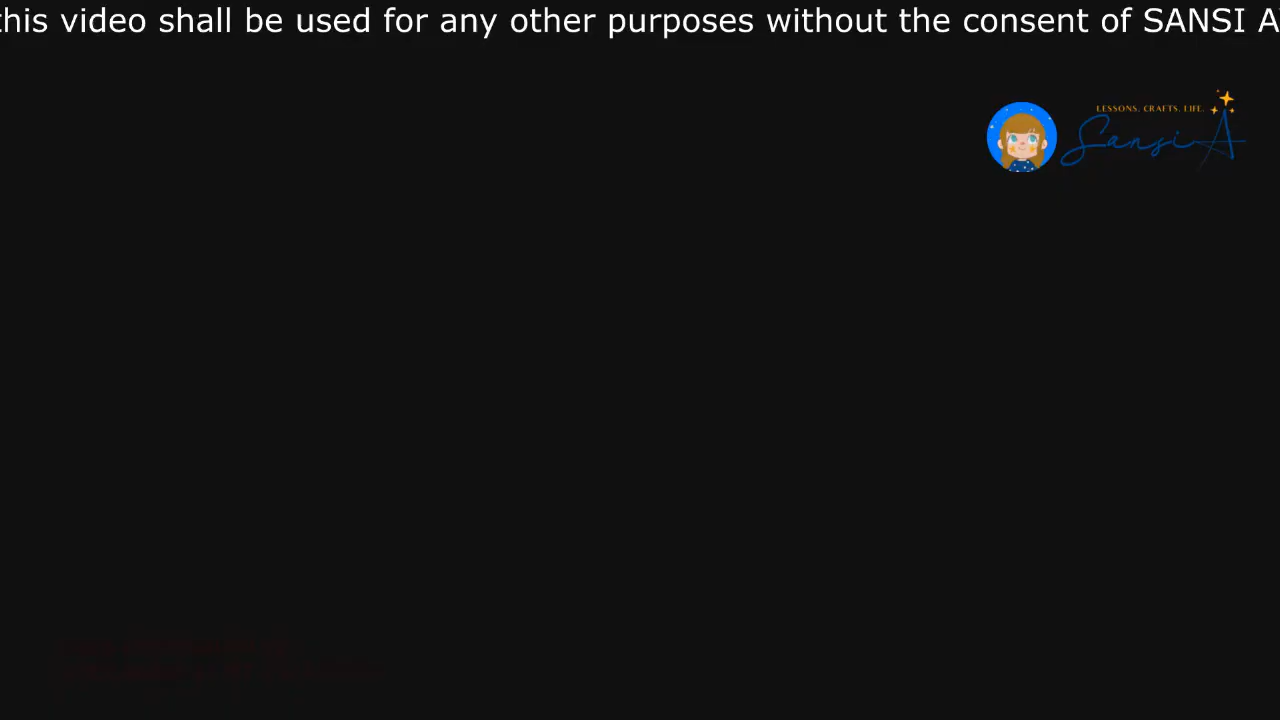 this video shall be used for any other purposes without the consent of SANSI A
LESSONS. CRAFTS. LIFE.
Sansi A